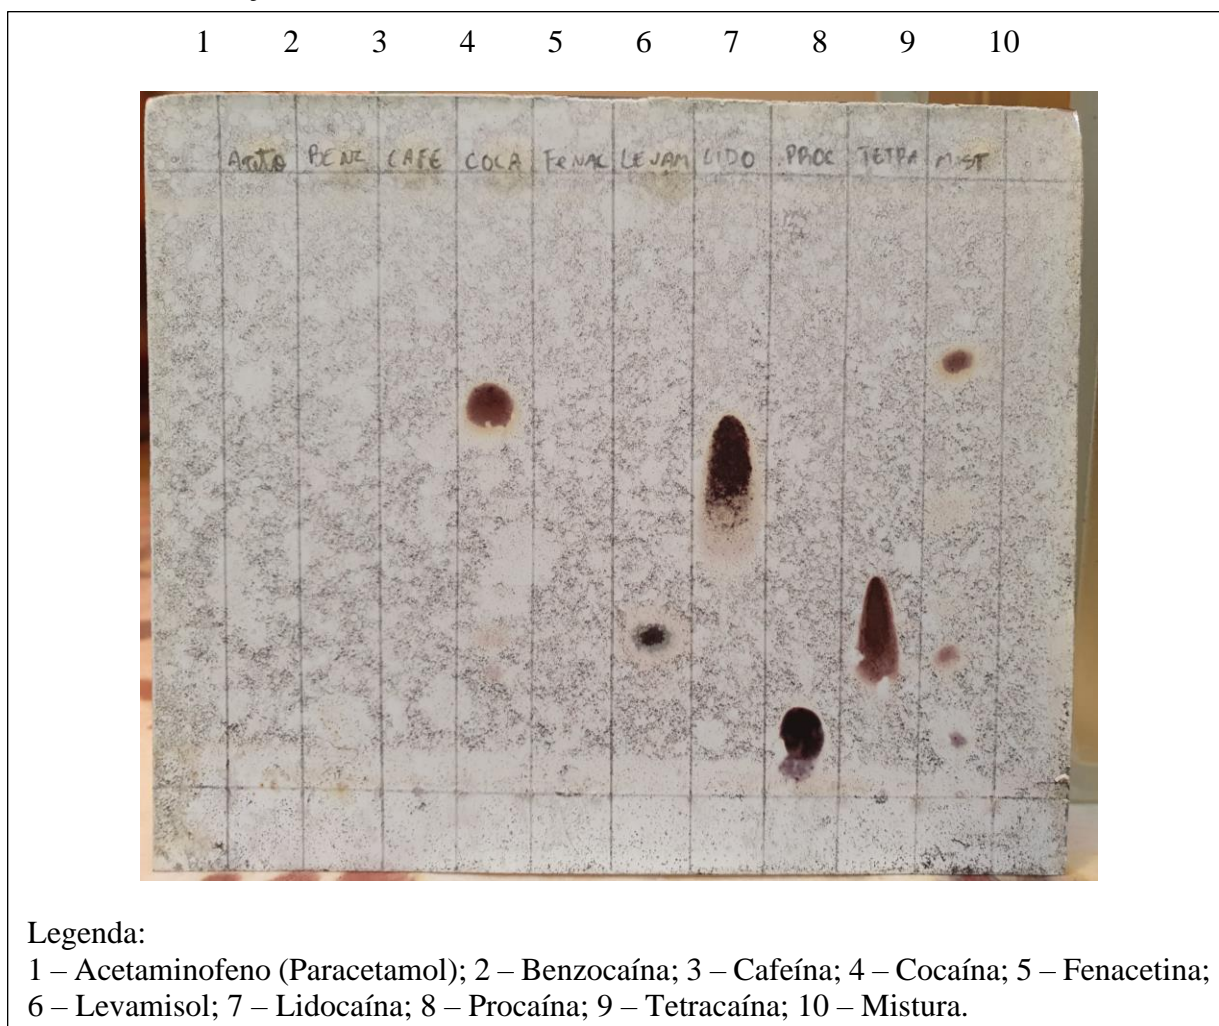 1 2 3 4 5 6 7 8 9 10
BENZ CAFE COCA FENAC LEVAM LIDO PROC TETRA MIST
Legenda:
1 – Acetaminofeno (Paracetamol); 2 – Benzocaína; 3 – Cafeína; 4 – Cocaína; 5 – Fenacetina;
6 – Levamisol; 7 – Lidocaína; 8 – Procaína; 9 – Tetracaína; 10 – Mistura.